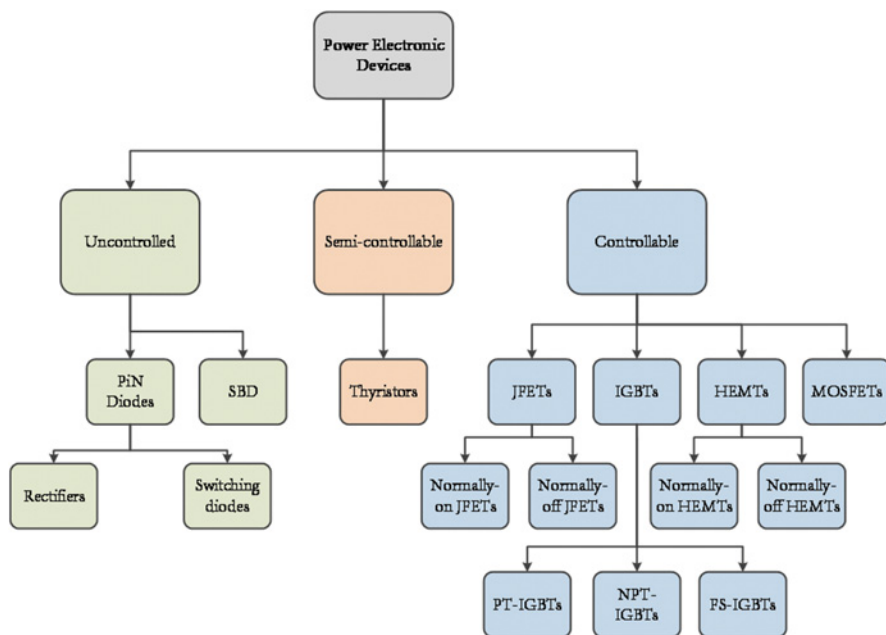 Power Electronic
Devices
Uncontrolled
Semi-controllable
Controllable
PiN
Diodes
SBD
Thyristors
JFETs
IGBTs
HEMTs
MOSFETs
Rectifiers
Switching
diodes
Normally-
on JFETs
Normally-
off JFETs
Normally-
on HEMTs
Normally-
off HEMTs
PT-IGBTs
NPT-
IGBTs
FS-IGBTs